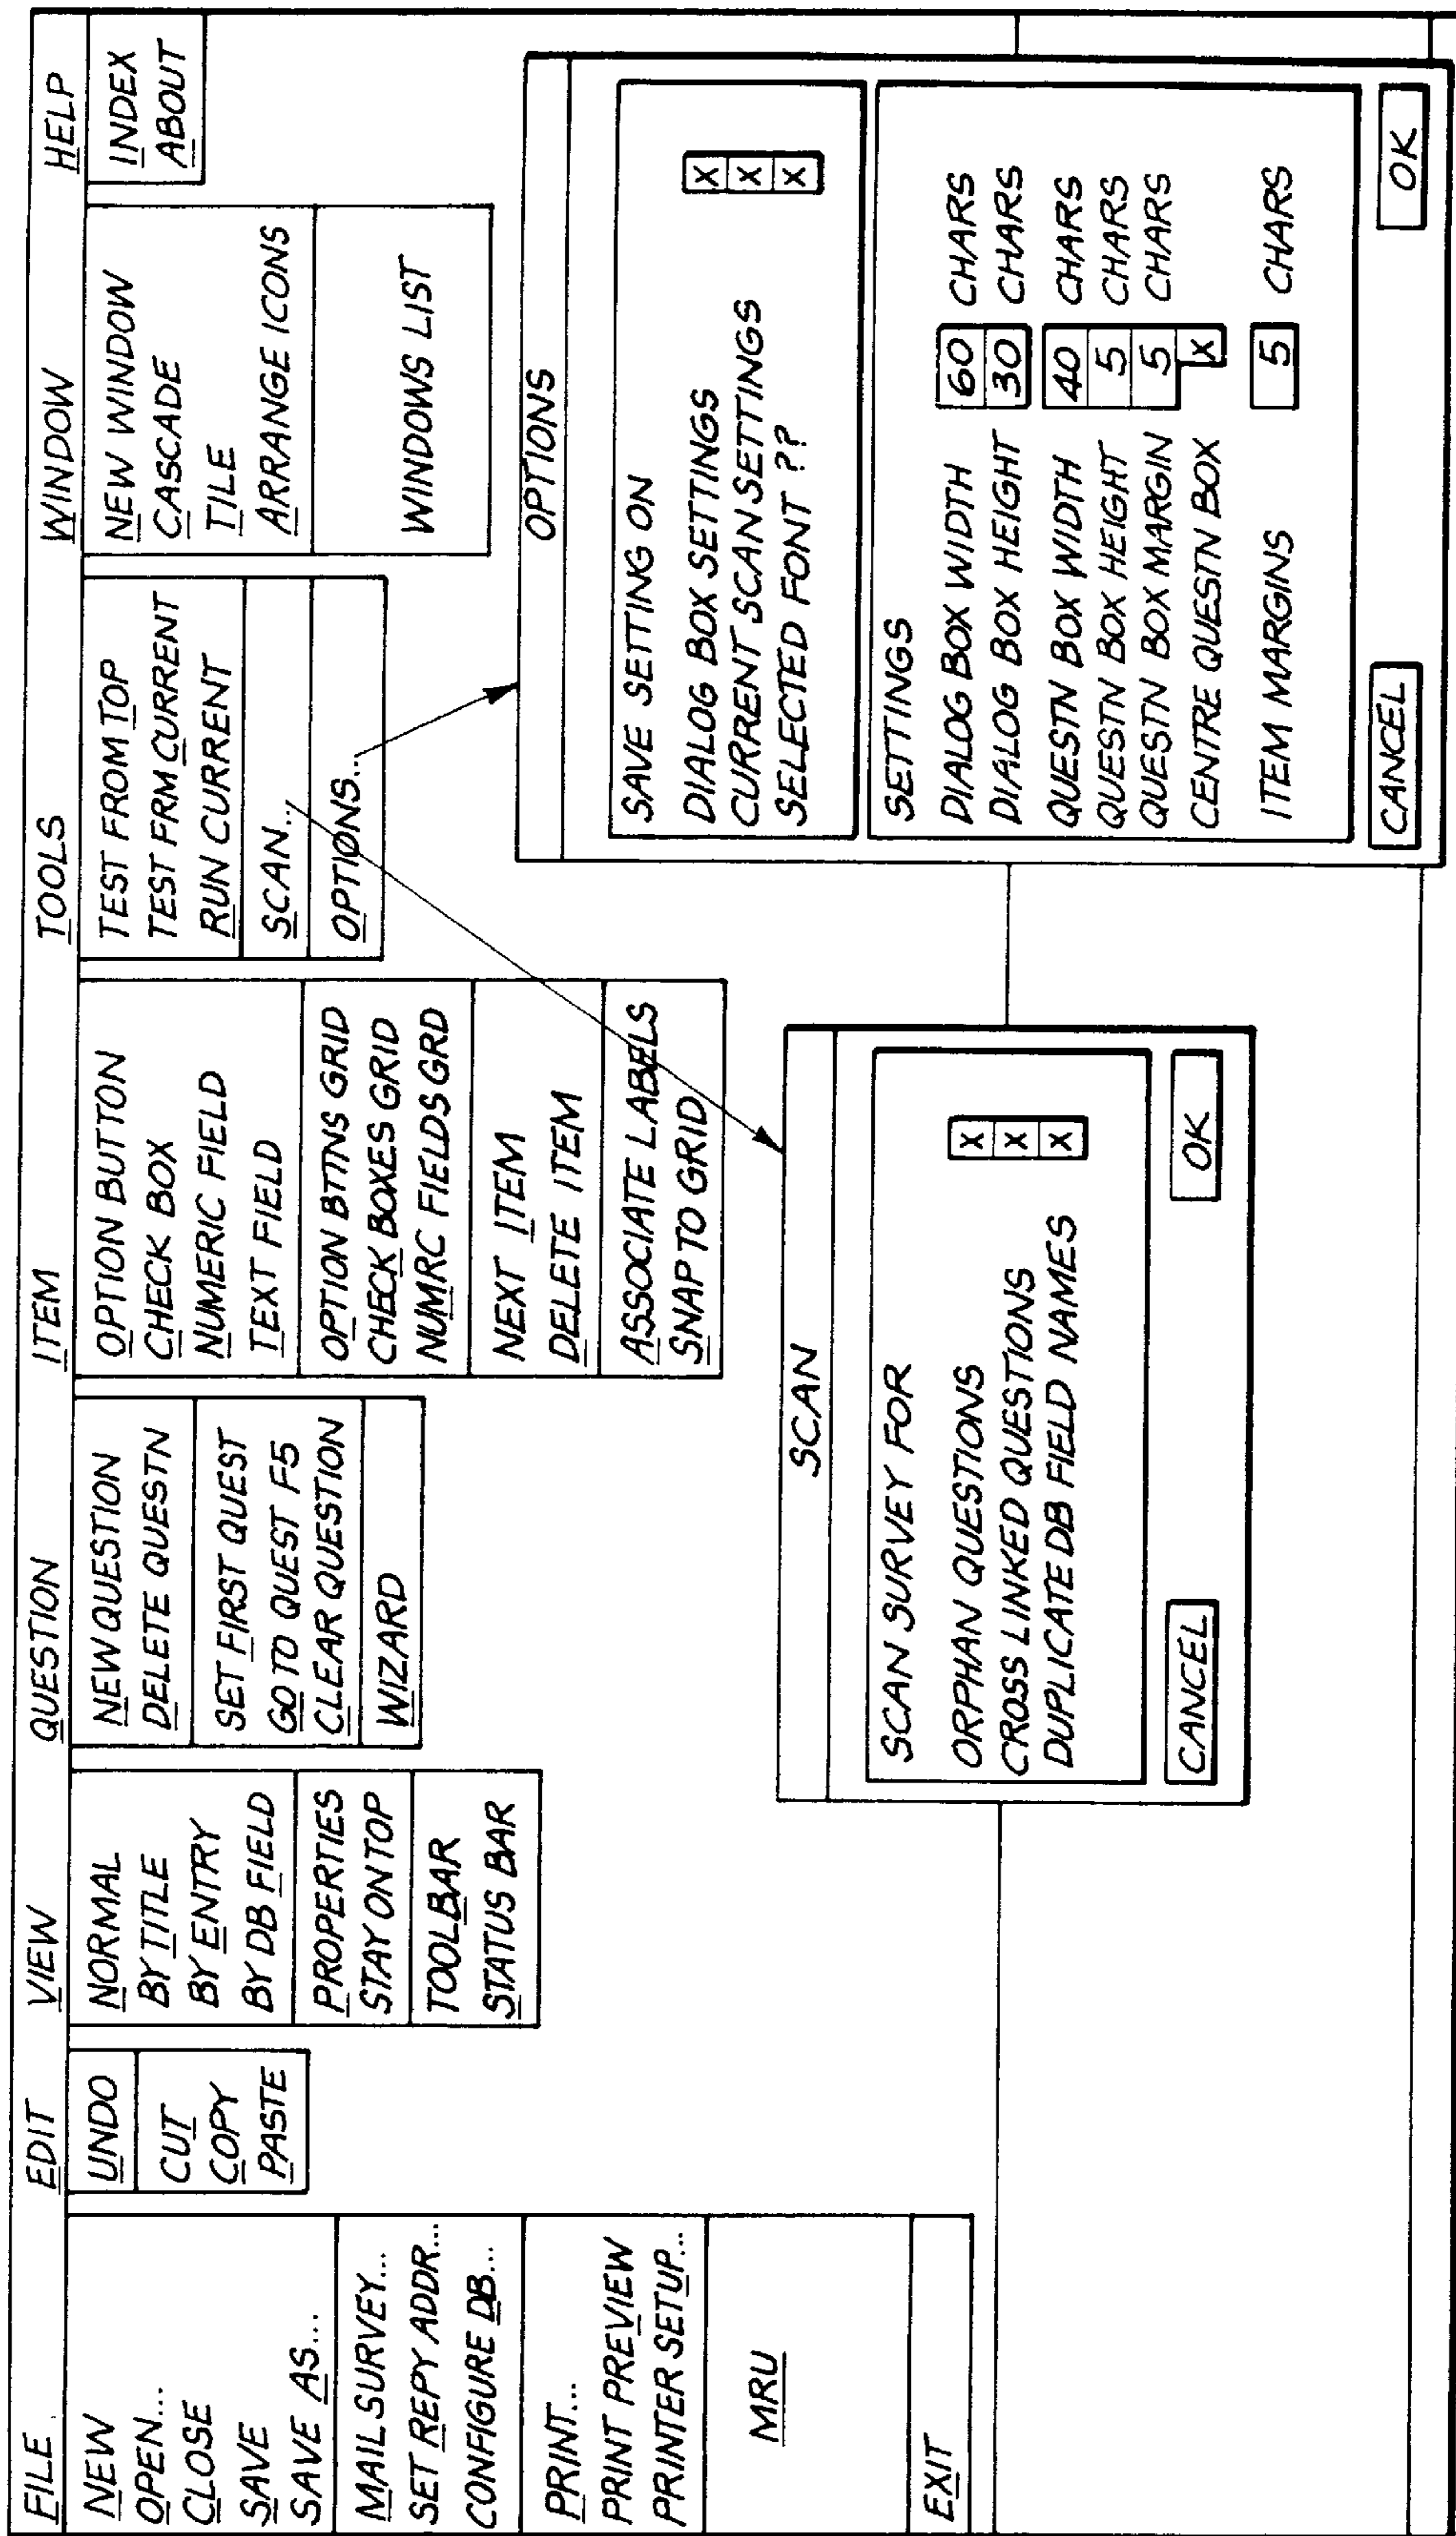 FILE EDIT VIEW QUESTION ITEM TOOLS WINDOW HELP
NEW
OPEN...
CLOSE
SAVE
SAVE AS...
MAIL SURVEY...
SET REPY ADDR...
CONFIGURE DB...
PRINT...
PRINT PREVIEW
PRINTER SETUP...
MRU
EXIT
UNDO
CUT
COPY
PASTE
NORMAL
BY TITLE
BY ENTRY
BY DB FIELD
PROPERTIES
STAY ON TOP
TOOLBAR
STATUS BAR
NEW QUESTION
DELETE QUESTN
SET FIRST QUEST
GO TO QUEST F5
CLEAR QUESTION
WIZARD
OPTION BUTTON
CHECK BOX
NUMERIC FIELD
TEXT FIELD
OPTION BTTNS GRID
CHECK BOXES GRID
NUMRC FIELDS GRD
NEXT ITEM
DELETE ITEM
ASSOCIATE LABELS
SNAP TO GRID
TEST FROM TOP
TEST FRM CURRENT
RUN CURRENT
SCAN...
OPTIONS...
NEW WINDOW
CASCADE
TILE
ARRANGE ICONS
WINDOWS LIST
INDEX
ABOUT
SCAN
SCAN SURVEY FOR
ORPHAN QUESTIONS X
CROSS LINKED QUESTIONS X
DUPLICATE DB FIELD NAMES X
CANCEL OK
OPTIONS
SAVE SETTING ON
DIALOG BOX SETTINGS X
CURRENT SCAN SETTINGS X
SELECTED FONT ?? X
SETTINGS
DIALOG BOX WIDTH 60 CHARS
DIALOG BOX HEIGHT 30 CHARS
QUESTN BOX WIDTH 40 CHARS
QUESTN BOX HEIGHT 5 CHARS
QUESTN BOX MARGIN 5 CHARS
CENTRE QUESTN BOX X
ITEM MARGINS 5 CHARS
CANCEL OK